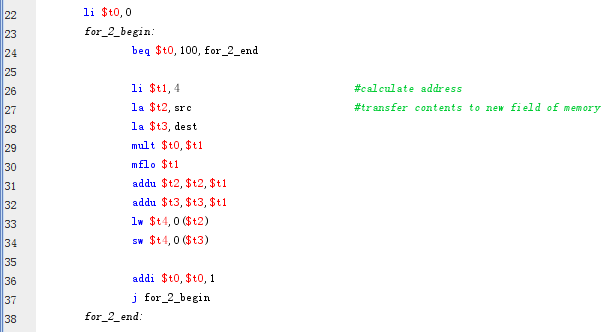 22 li $t0,0
23 for_2_begin:
24 beq $t0,100,for_2_end
25
26 li $t1,4 #calculate address
27 la $t2,src #transfer contents to new field of memory
28 la $t3,dest
29 mult $t0,$t1
30 mflo $t1
31 addu $t2,$t2,$t1
32 addu $t3,$t3,$t1
33 lw $t4,0($t2)
34 sw $t4,0($t3)
35
36 addi $t0,$t0,1
37 j for_2_begin
38 for_2_end: